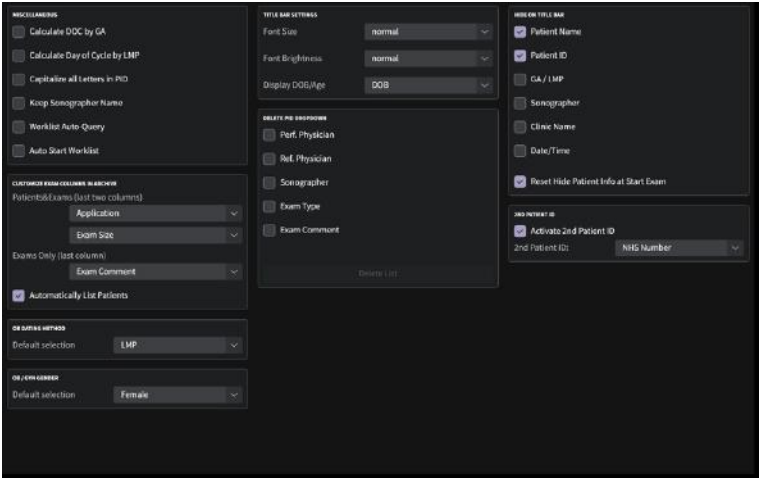 MISCELLANEOUS
Calculate DOC by GA
Calculate Day of Cycle by LMP
Capitalize all Letters in PID
Keep Sonographer Name
Worklist Auto-Query
Auto Start Worklist
CUSTOMIZE EXAM COLUMNS IN ARCHIVE
Patients&Exams (last two columns)
Application
Exam Size
Exams Only (last column)
Exam Comment
Automatically List Patients
OB DATING METHOD
Default selection LMP
OB / GYN GENDER
Default selection Female
TITLE BAR SETTINGS
Font Size normal
Font Brightness normal
Display DOB/Age DOB
DELETE PID DROPDOWN
Perf. Physician
Ref. Physician
Sonographer
Exam Type
Exam Comment
Delete List
HIDE ON TITLE BAR
Patient Name
Patient ID
GA / LMP
Sonographer
Clinic Name
Date/Time
Reset Hide Patient Info at Start Exam
2ND PATIENT ID
Activate 2nd Patient ID
2nd Patient ID: NHS Number